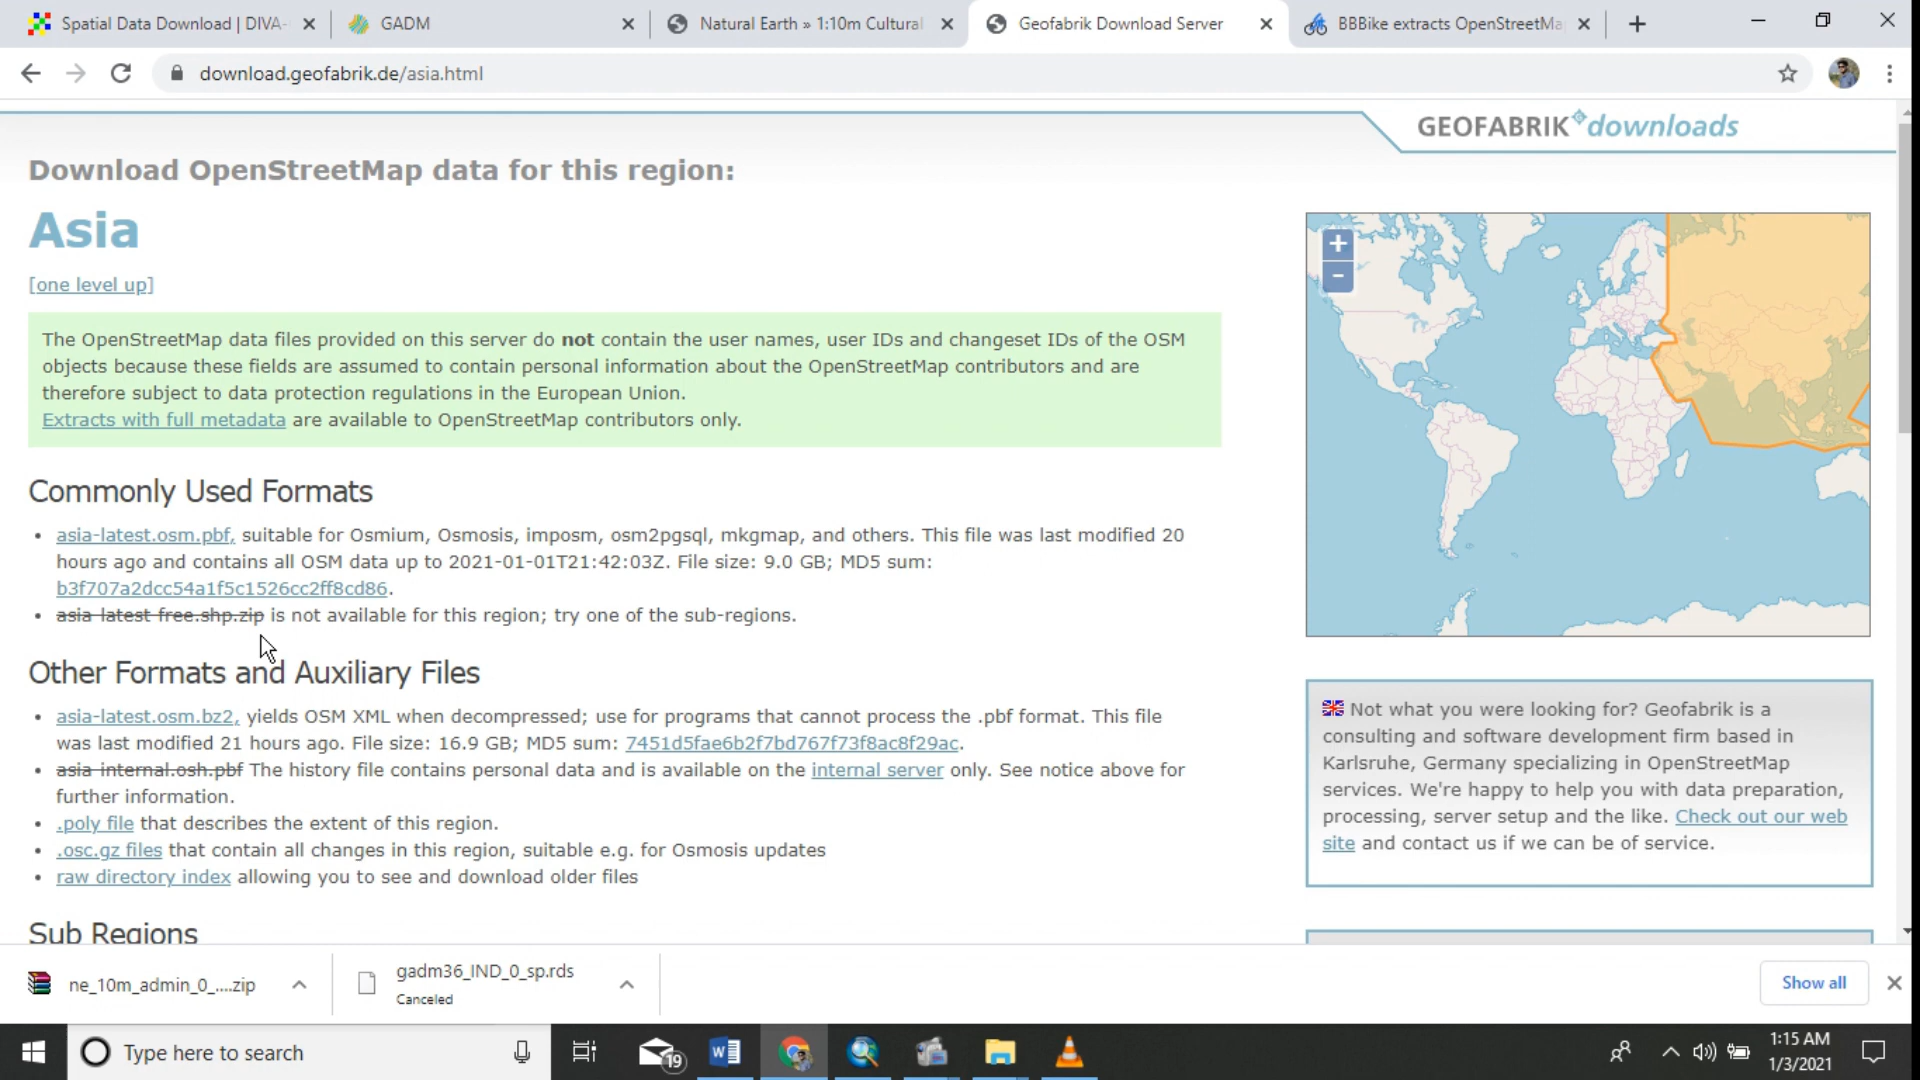 Spatial Data Download | DIVA-
GADM
Natural Earth » 1:10m Cultural
Geofabrik Download Server
BBBike extracts OpenStreetMa
download.geofabrik.de/asia.html
GEOFABRIK downloads
Download OpenStreetMap data for this region:
Asia
[one level up]
The OpenStreetMap data files provided on this server do not contain the user names, user IDs and changeset IDs of the OSM
objects because these fields are assumed to contain personal information about the OpenStreetMap contributors and are
therefore subject to data protection regulations in the European Union.
Extracts with full metadata are available to OpenStreetMap contributors only.
Commonly Used Formats
• asia-latest.osm.pbf, suitable for Osmium, Osmosis, imposm, osm2pgsql, mkgmap, and others. This file was last modified 20
hours ago and contains all OSM data up to 2021-01-01T21:42:03Z. File size: 9.0 GB; MD5 sum:
b3f707a2dcc54a1f5c1526cc2ff8cd86.
• asia-latest-free.shp.zip is not available for this region; try one of the sub-regions.
Other Formats and Auxiliary Files
• asia-latest.osm.bz2, yields OSM XML when decompressed; use for programs that cannot process the .pbf format. This file
was last modified 21 hours ago. File size: 16.9 GB; MD5 sum: 7451d5fae6b2f7bd767f73f8ac8f29ac.
• asia-internal.osh.pbf The history file contains personal data and is available on the internal server only. See notice above for
further information.
• .poly file that describes the extent of this region.
• .osc.gz files that contain all changes in this region, suitable e.g. for Osmosis updates
• raw directory index allowing you to see and download older files
Sub Regions
+
−
Not what you were looking for? Geofabrik is a
consulting and software development firm based in
Karlsruhe, Germany specializing in OpenStreetMap
services. We're happy to help you with data preparation,
processing, server setup and the like. Check out our web
site and contact us if we can be of service.
ne_10m_admin_0_....zip
gadm36_IND_0_sp.rds
Canceled
Show all
Type here to search
19
1:15 AM
1/3/2021